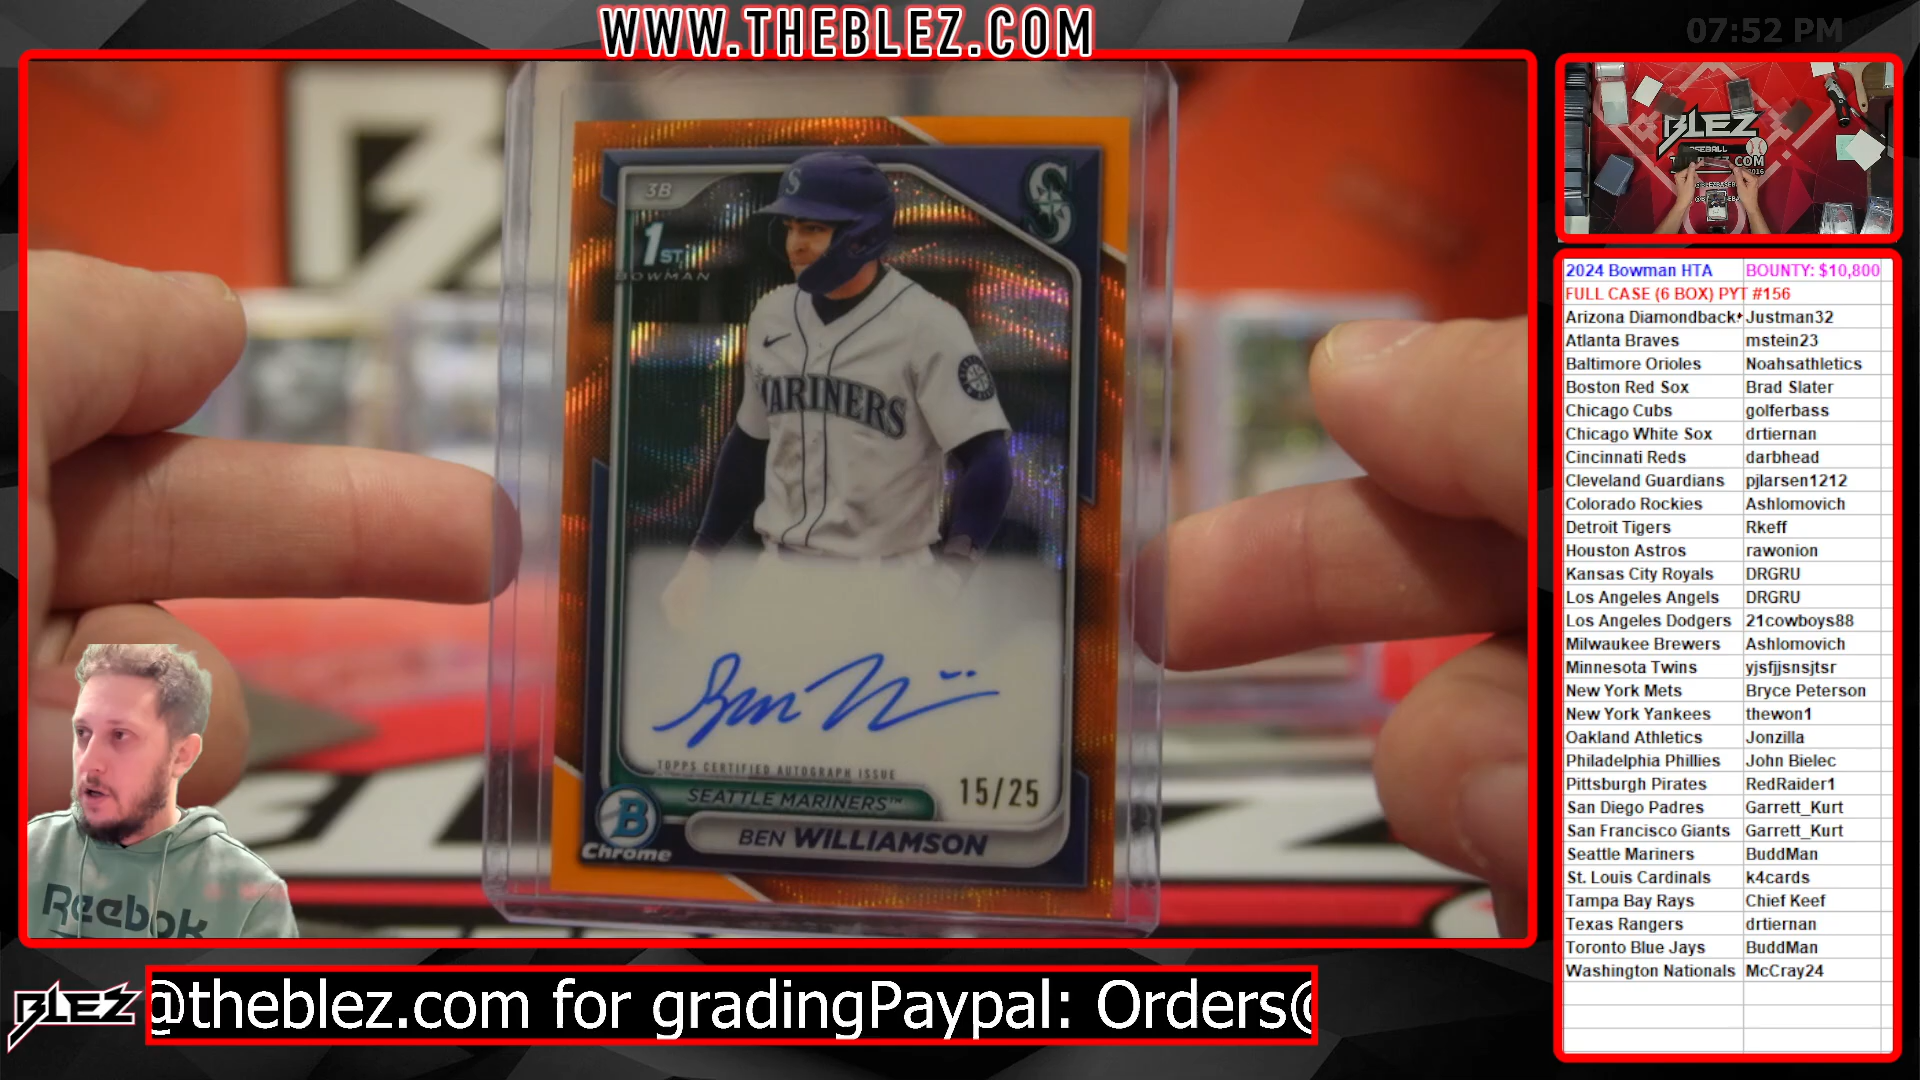 WWW.THEBLEZ.COM
07:52 PM
3B
1ST
BOWMAN
S
MARINERS
TOPPS CERTIFIED AUTOGRAPH ISSUE
15/25
SEATTLE MARINERS™
BEN WILLIAMSON
B
Chrome
Reebok
BLEZ
@theblez.com for gradingPaypal: Orders@
BLEZ
BASEBALL
2024 Bowman HTA BOUNTY: $10,800
FULL CASE (6 BOX) PYT #156
Arizona Diamondback Justman32
Atlanta Braves mstein23
Baltimore Orioles Noahsathletics
Boston Red Sox Brad Slater
Chicago Cubs golferbass
Chicago White Sox drtiernan
Cincinnati Reds darbhead
Cleveland Guardians pjlarsen1212
Colorado Rockies Ashlomovich
Detroit Tigers Rkeff
Houston Astros rawonion
Kansas City Royals DRGRU
Los Angeles Angels DRGRU
Los Angeles Dodgers 21cowboys88
Milwaukee Brewers Ashlomovich
Minnesota Twins yjsfjjsnsjtsr
New York Mets Bryce Peterson
New York Yankees thewon1
Oakland Athletics Jonzilla
Philadelphia Phillies John Bielec
Pittsburgh Pirates RedRaider1
San Diego Padres Garrett_Kurt
San Francisco Giants Garrett_Kurt
Seattle Mariners BuddMan
St. Louis Cardinals k4cards
Tampa Bay Rays Chief Keef
Texas Rangers drtiernan
Toronto Blue Jays BuddMan
Washington Nationals McCray24